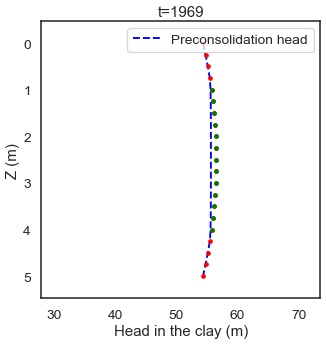 t=1969
Preconsolidation head
0
1
2
3
4
5
Z (m)
30 40 50 60 70
Head in the clay (m)